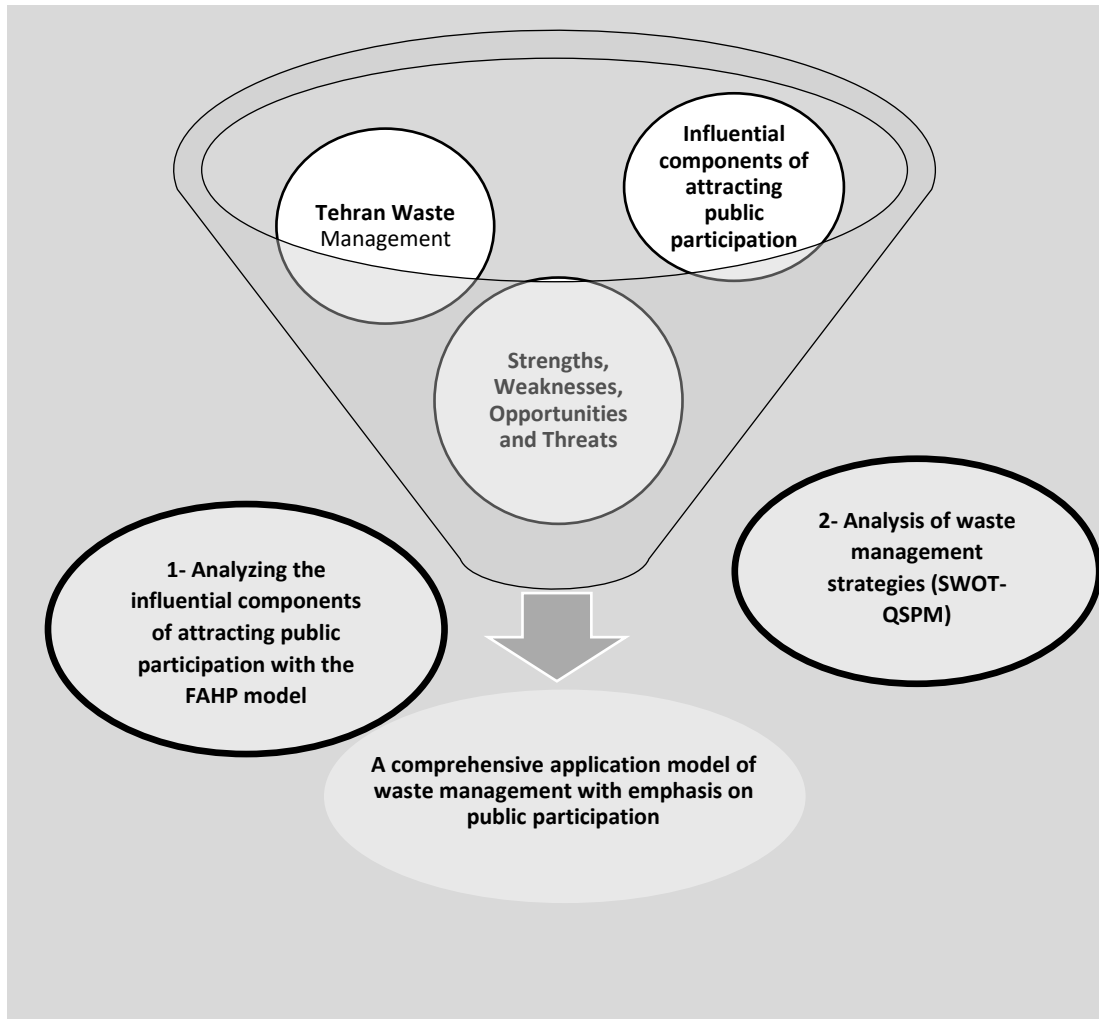 Influential
components of
attracting
public
participation
Tehran Waste
Management
Strengths,
Weaknesses,
Opportunities
and Threats
2- Analysis of waste
management
strategies (SWOT-
QSPM)
1- Analyzing the
influential components
of attracting public
participation with the
FAHP model
A comprehensive application model of
waste management with emphasis on
public participation